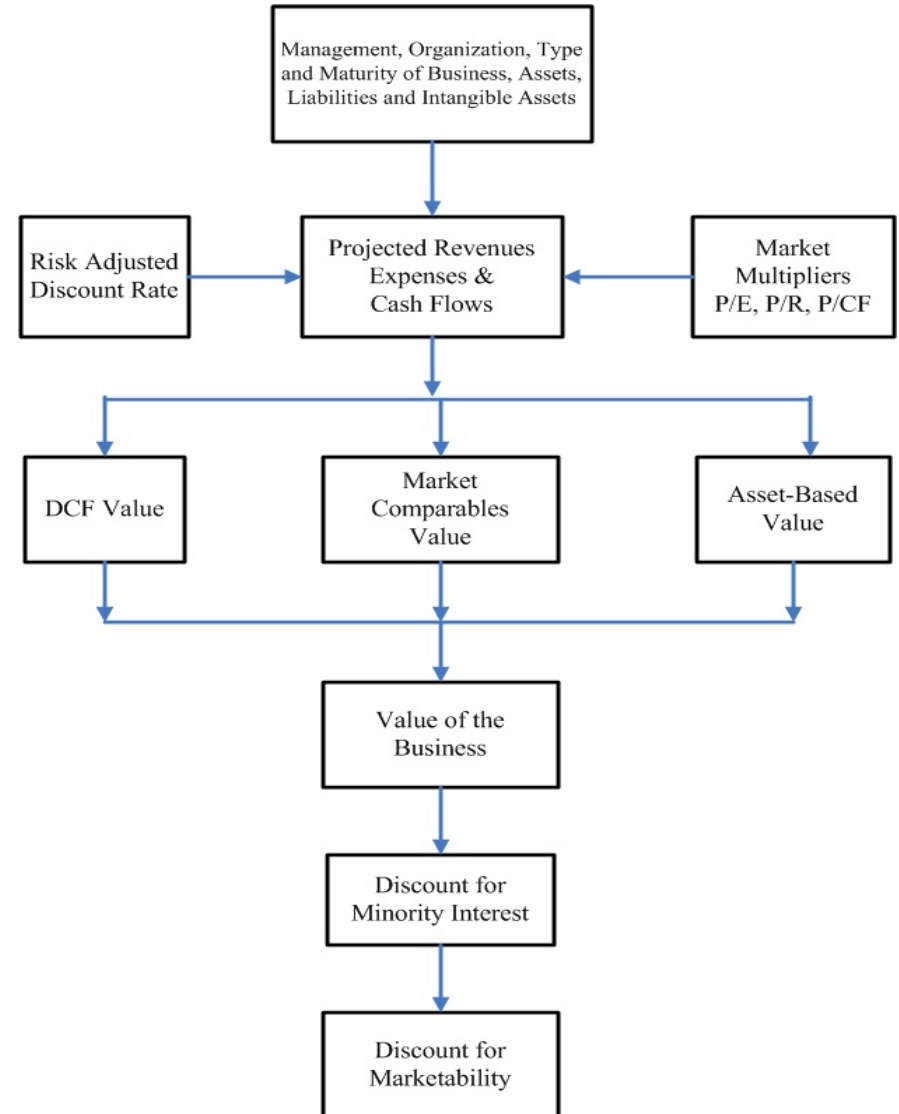 Management, Organization, Type
and Maturity of Business, Assets,
Liabilities and Intangible Assets
Risk Adjusted
Discount Rate
Projected Revenues
Expenses &
Cash Flows
Market
Multipliers
P/E, P/R, P/CF
DCF Value
Market
Comparables
Value
Asset-Based
Value
Value of the
Business
Discount for
Minority Interest
Discount for
Marketability